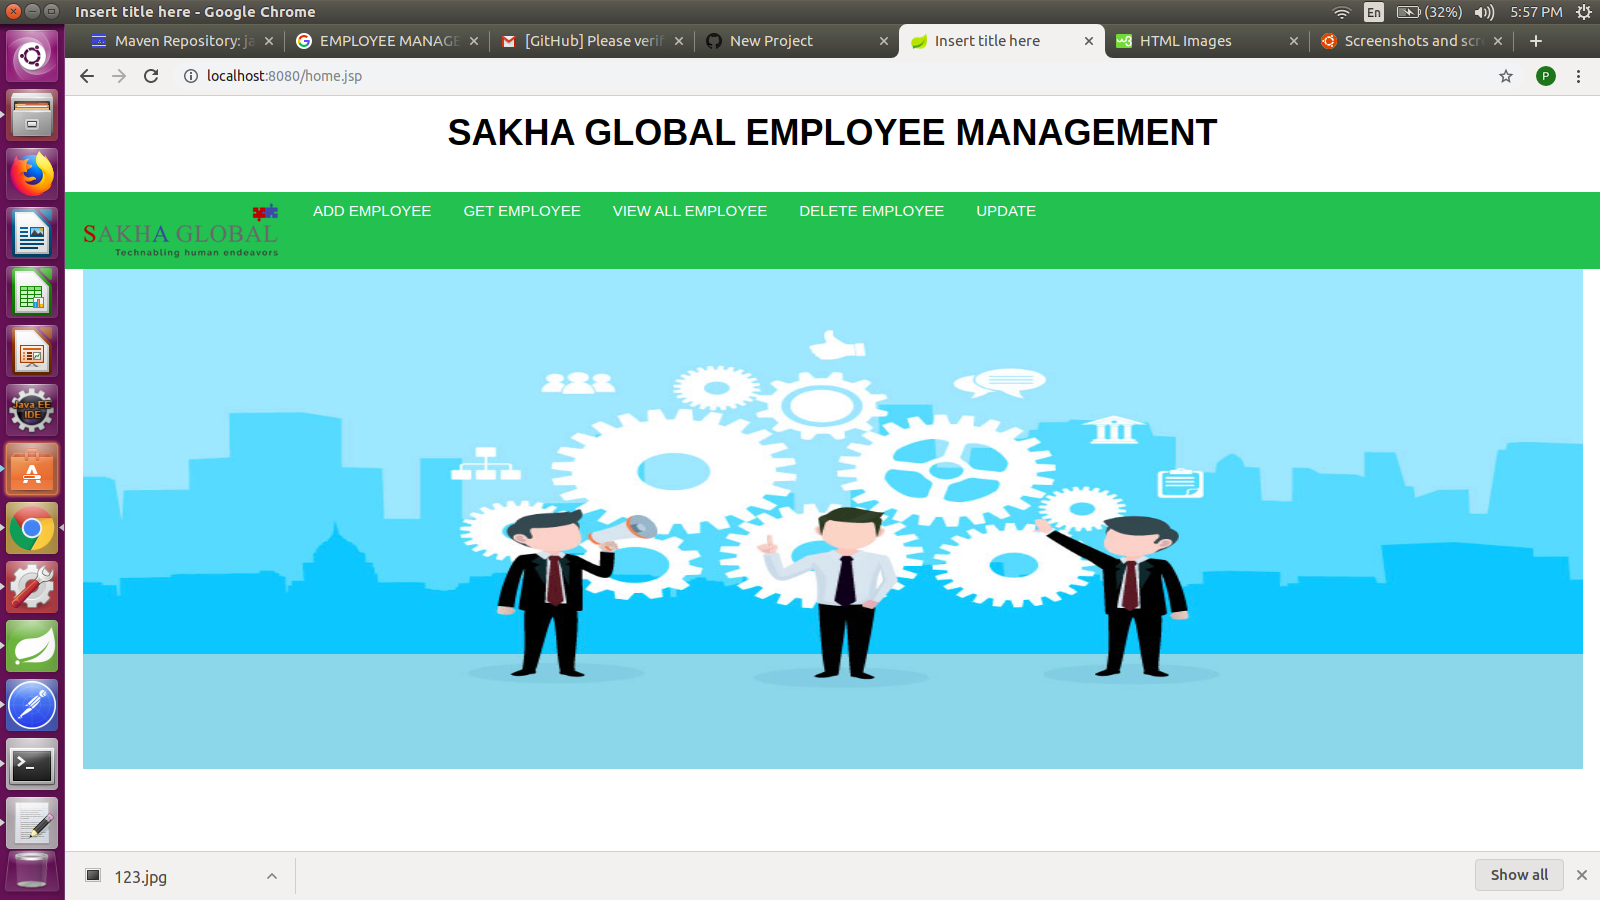 Insert title here - Google Chrome
En
(32%)
5:57 PM
Maven Repository: ja
EMPLOYEE MANAGE
[GitHub] Please veri
New Project
Insert title here
HTML Images
Screenshots and scr
localhost:8080/home.jsp
P
SAKHA GLOBAL EMPLOYEE MANAGEMENT
SAKHA GLOBAL
Technabling human endeavors
ADD EMPLOYEE
GET EMPLOYEE
VIEW ALL EMPLOYEE
DELETE EMPLOYEE
UPDATE
Java EE
IDE
123.jpg
Show all